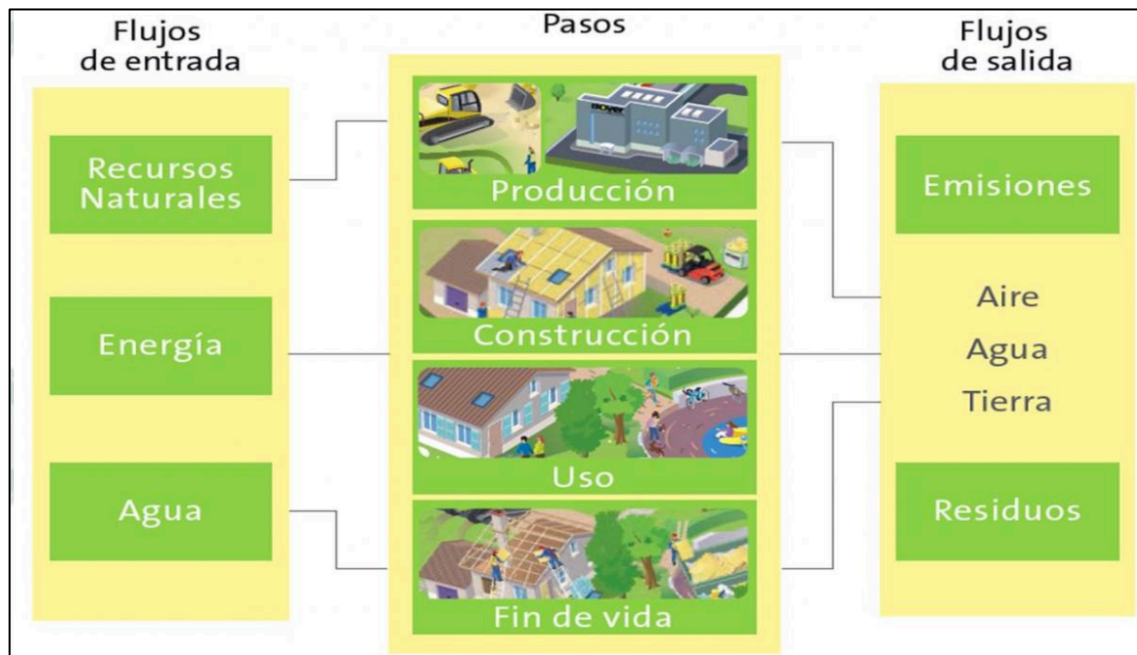 Flujos
de entrada
Recursos
Naturales
Energía
Agua
Pasos
Producción
Construcción
Uso
Fin de vida
Flujos
de salida
Emisiones
Aire
Agua
Tierra
Residuos